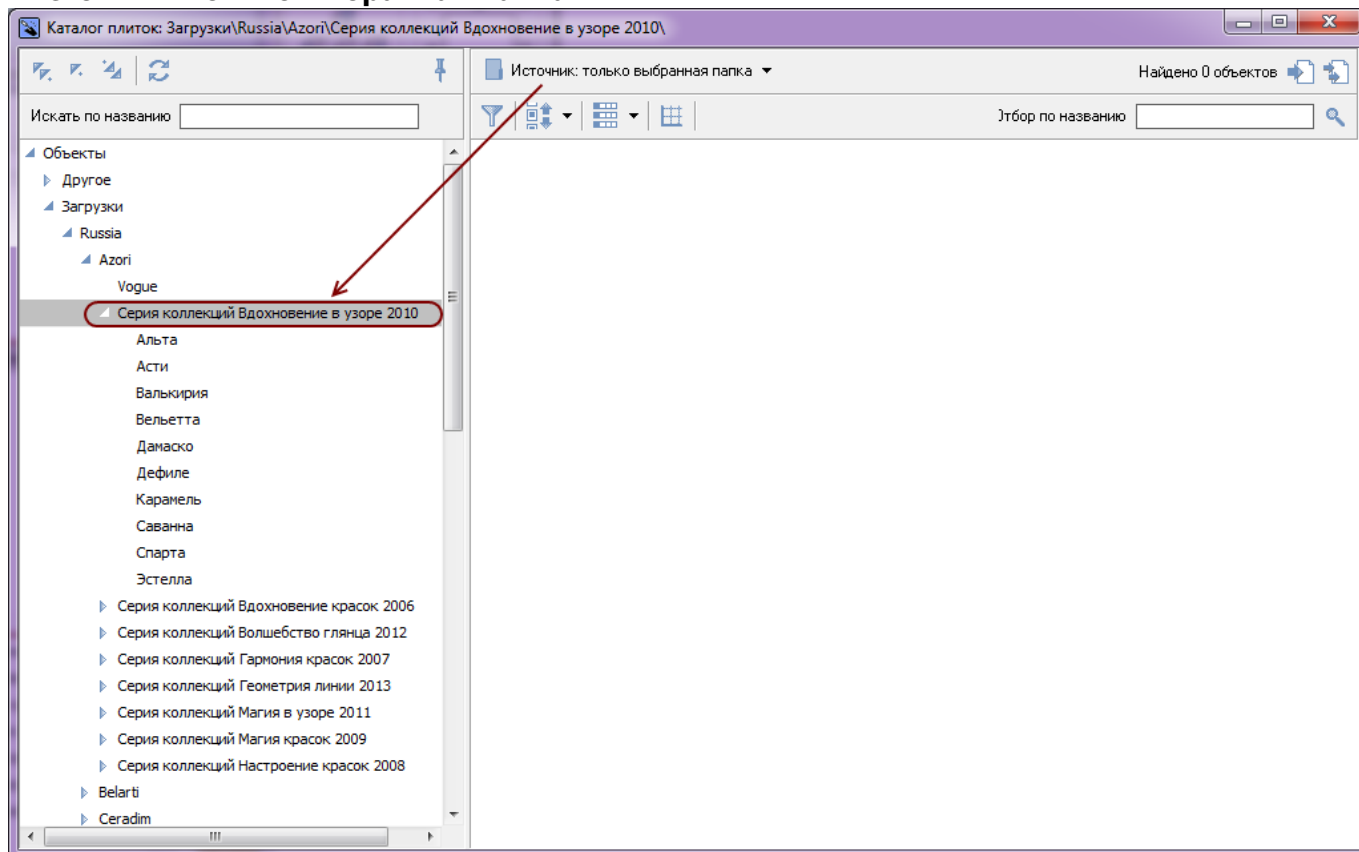 Каталог плиток: Загрузки\Russia\Azori\Серия коллекций Вдохновение в узоре 2010\
Источник: только выбранная папка
Найдено 0 объектов
Искать по названию
Отбор по названию
Объекты
Другое
Загрузки
Russia
Azori
Vogue
Серия коллекций Вдохновение в узоре 2010
Альта
Асти
Валькирия
Вельетта
Дамаско
Дефиле
Карамель
Саванна
Спарта
Эстелла
Серия коллекций Вдохновение красок 2006
Серия коллекций Волшебство глянца 2012
Серия коллекций Гармония красок 2007
Серия коллекций Геометрия линии 2013
Серия коллекций Магия в узоре 2011
Серия коллекций Магия красок 2009
Серия коллекций Настроение красок 2008
Belarti
Ceradim